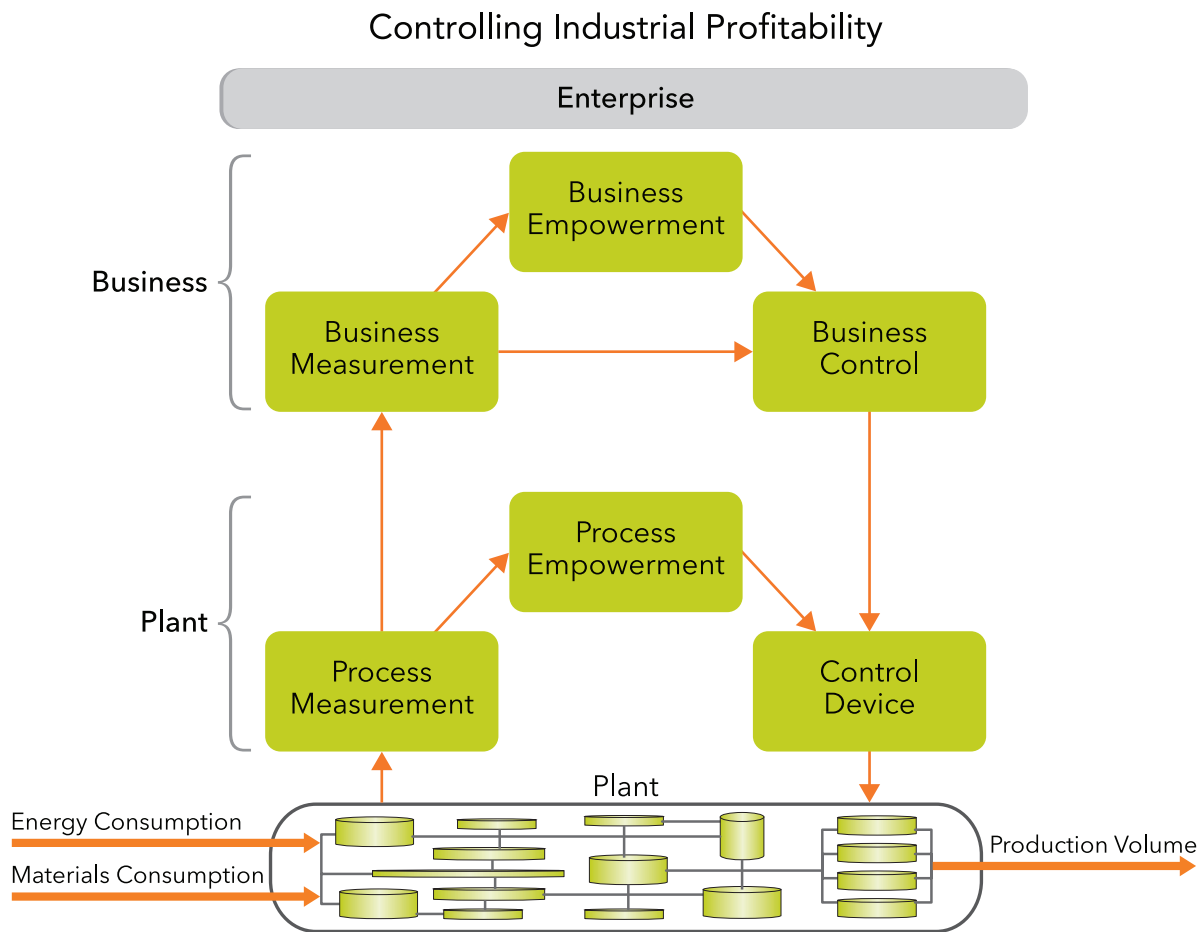 Controlling Industrial Profitability
Enterprise
Business
Empowerment
Business
Business
Measurement
Business
Control
Process
Empowerment
Plant
Process
Measurement
Control
Device
Plant
Energy Consumption
Materials Consumption
Production Volume